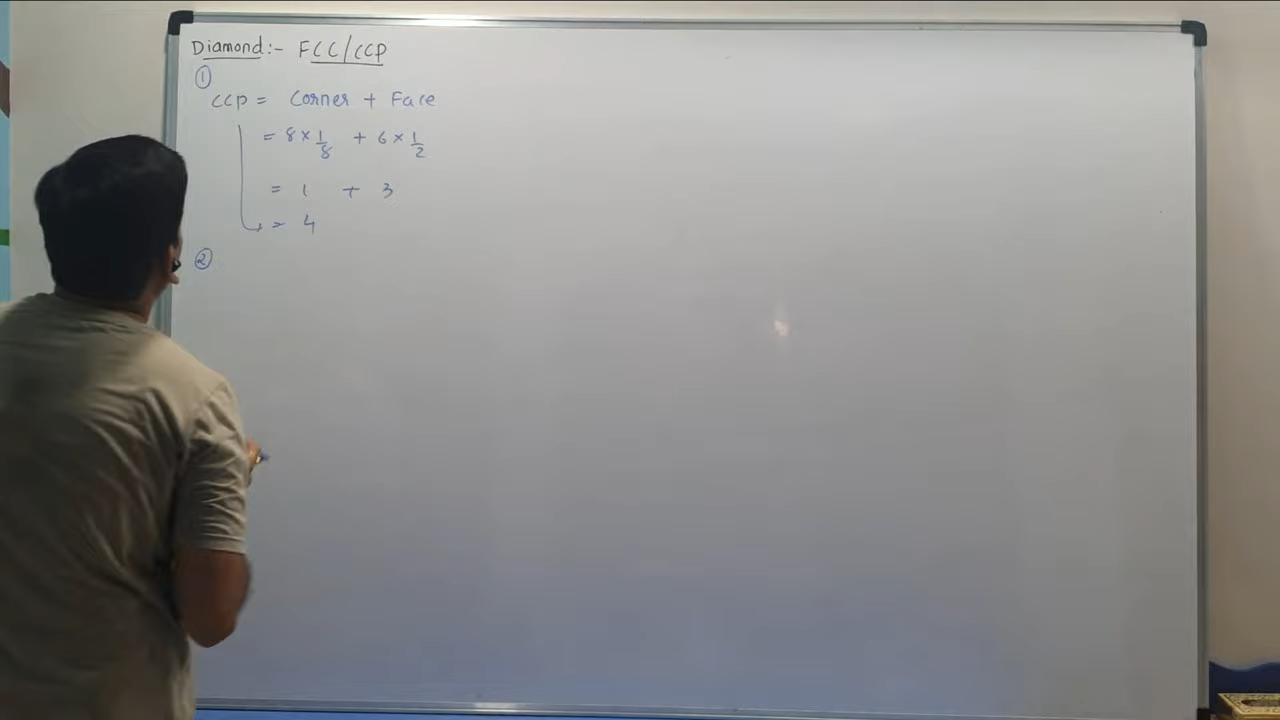 Diamond:- FCC/CCP
①
CCP = Corner + Face
= 8 × 1/8 + 6 × 1/2
= 1 + 3
= 4
②